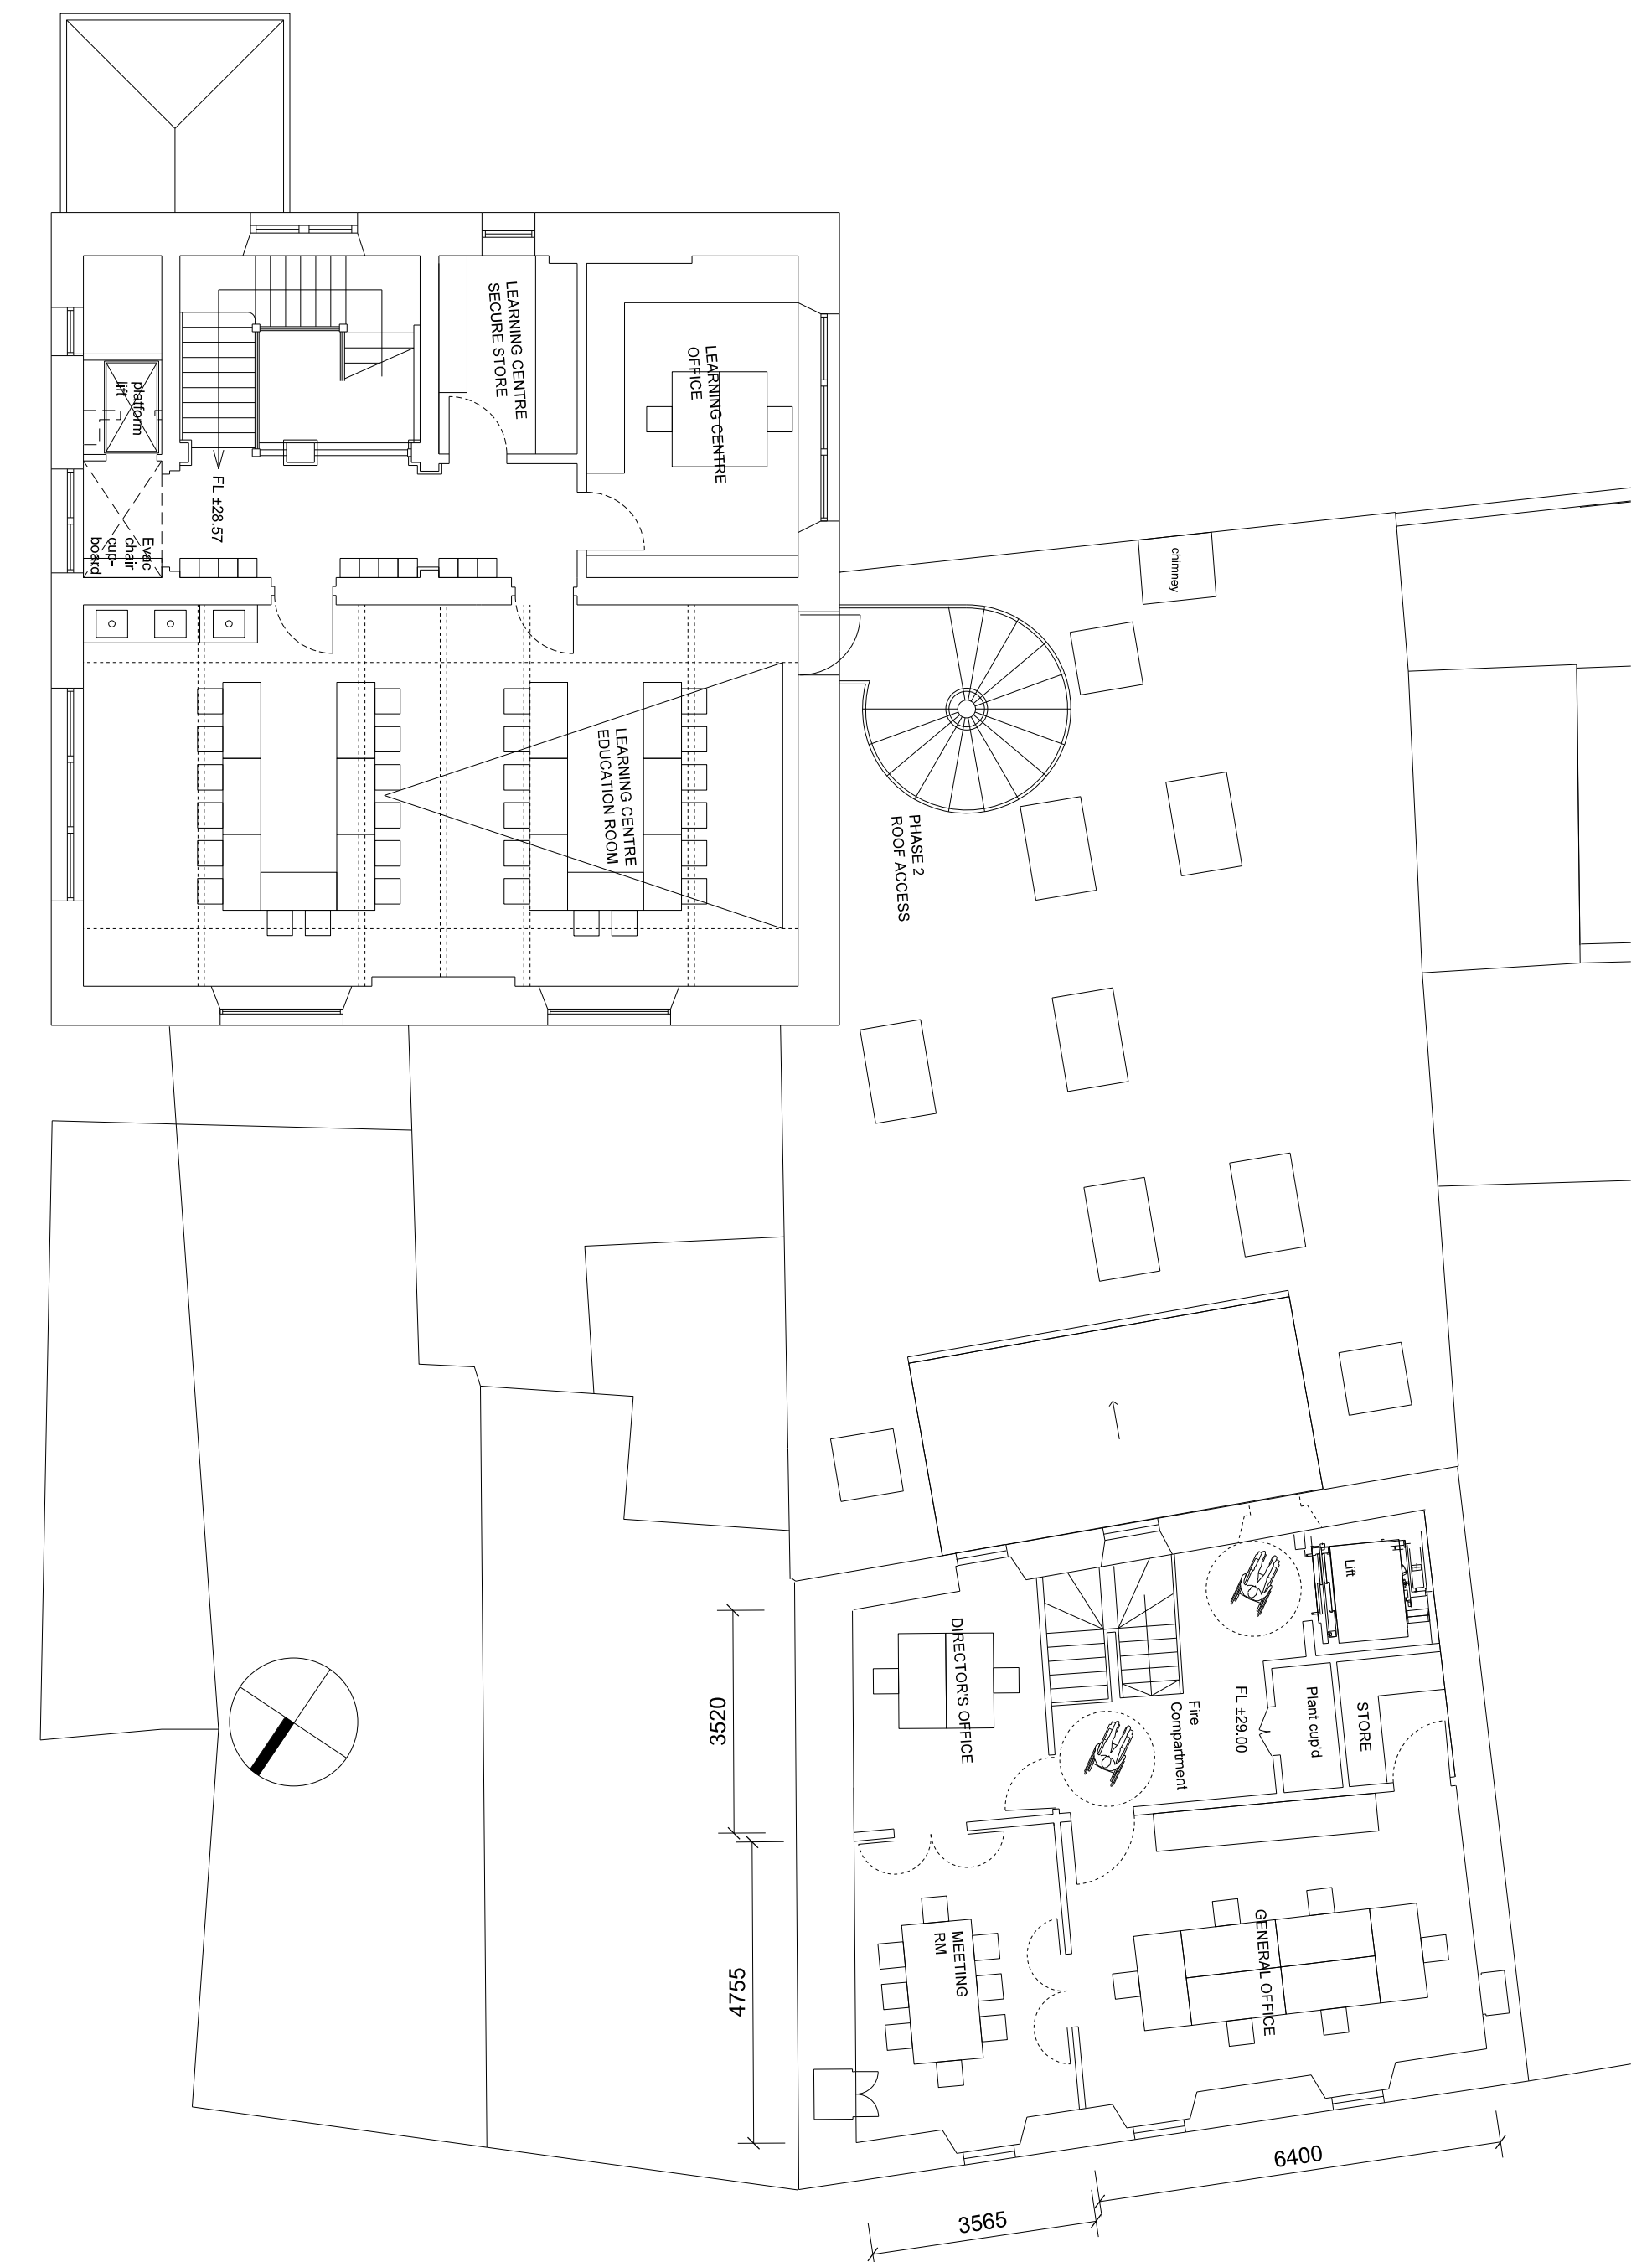 LEARNING CENTRE
SECURE STORE
LEARNING CENTRE
OFFICE
platform
lift
FL ±28.57
Evac
chair
cup-
board
chimney
LEARNING CENTRE
EDUCATION ROOM
PHASE 2
ROOF ACCESS
Lift
DIRECTOR'S OFFICE
Fire
Compartment
FL ±29.00
Plant cup'd
STORE
3520
MEETING
RM
GENERAL OFFICE
4755
6400
3565